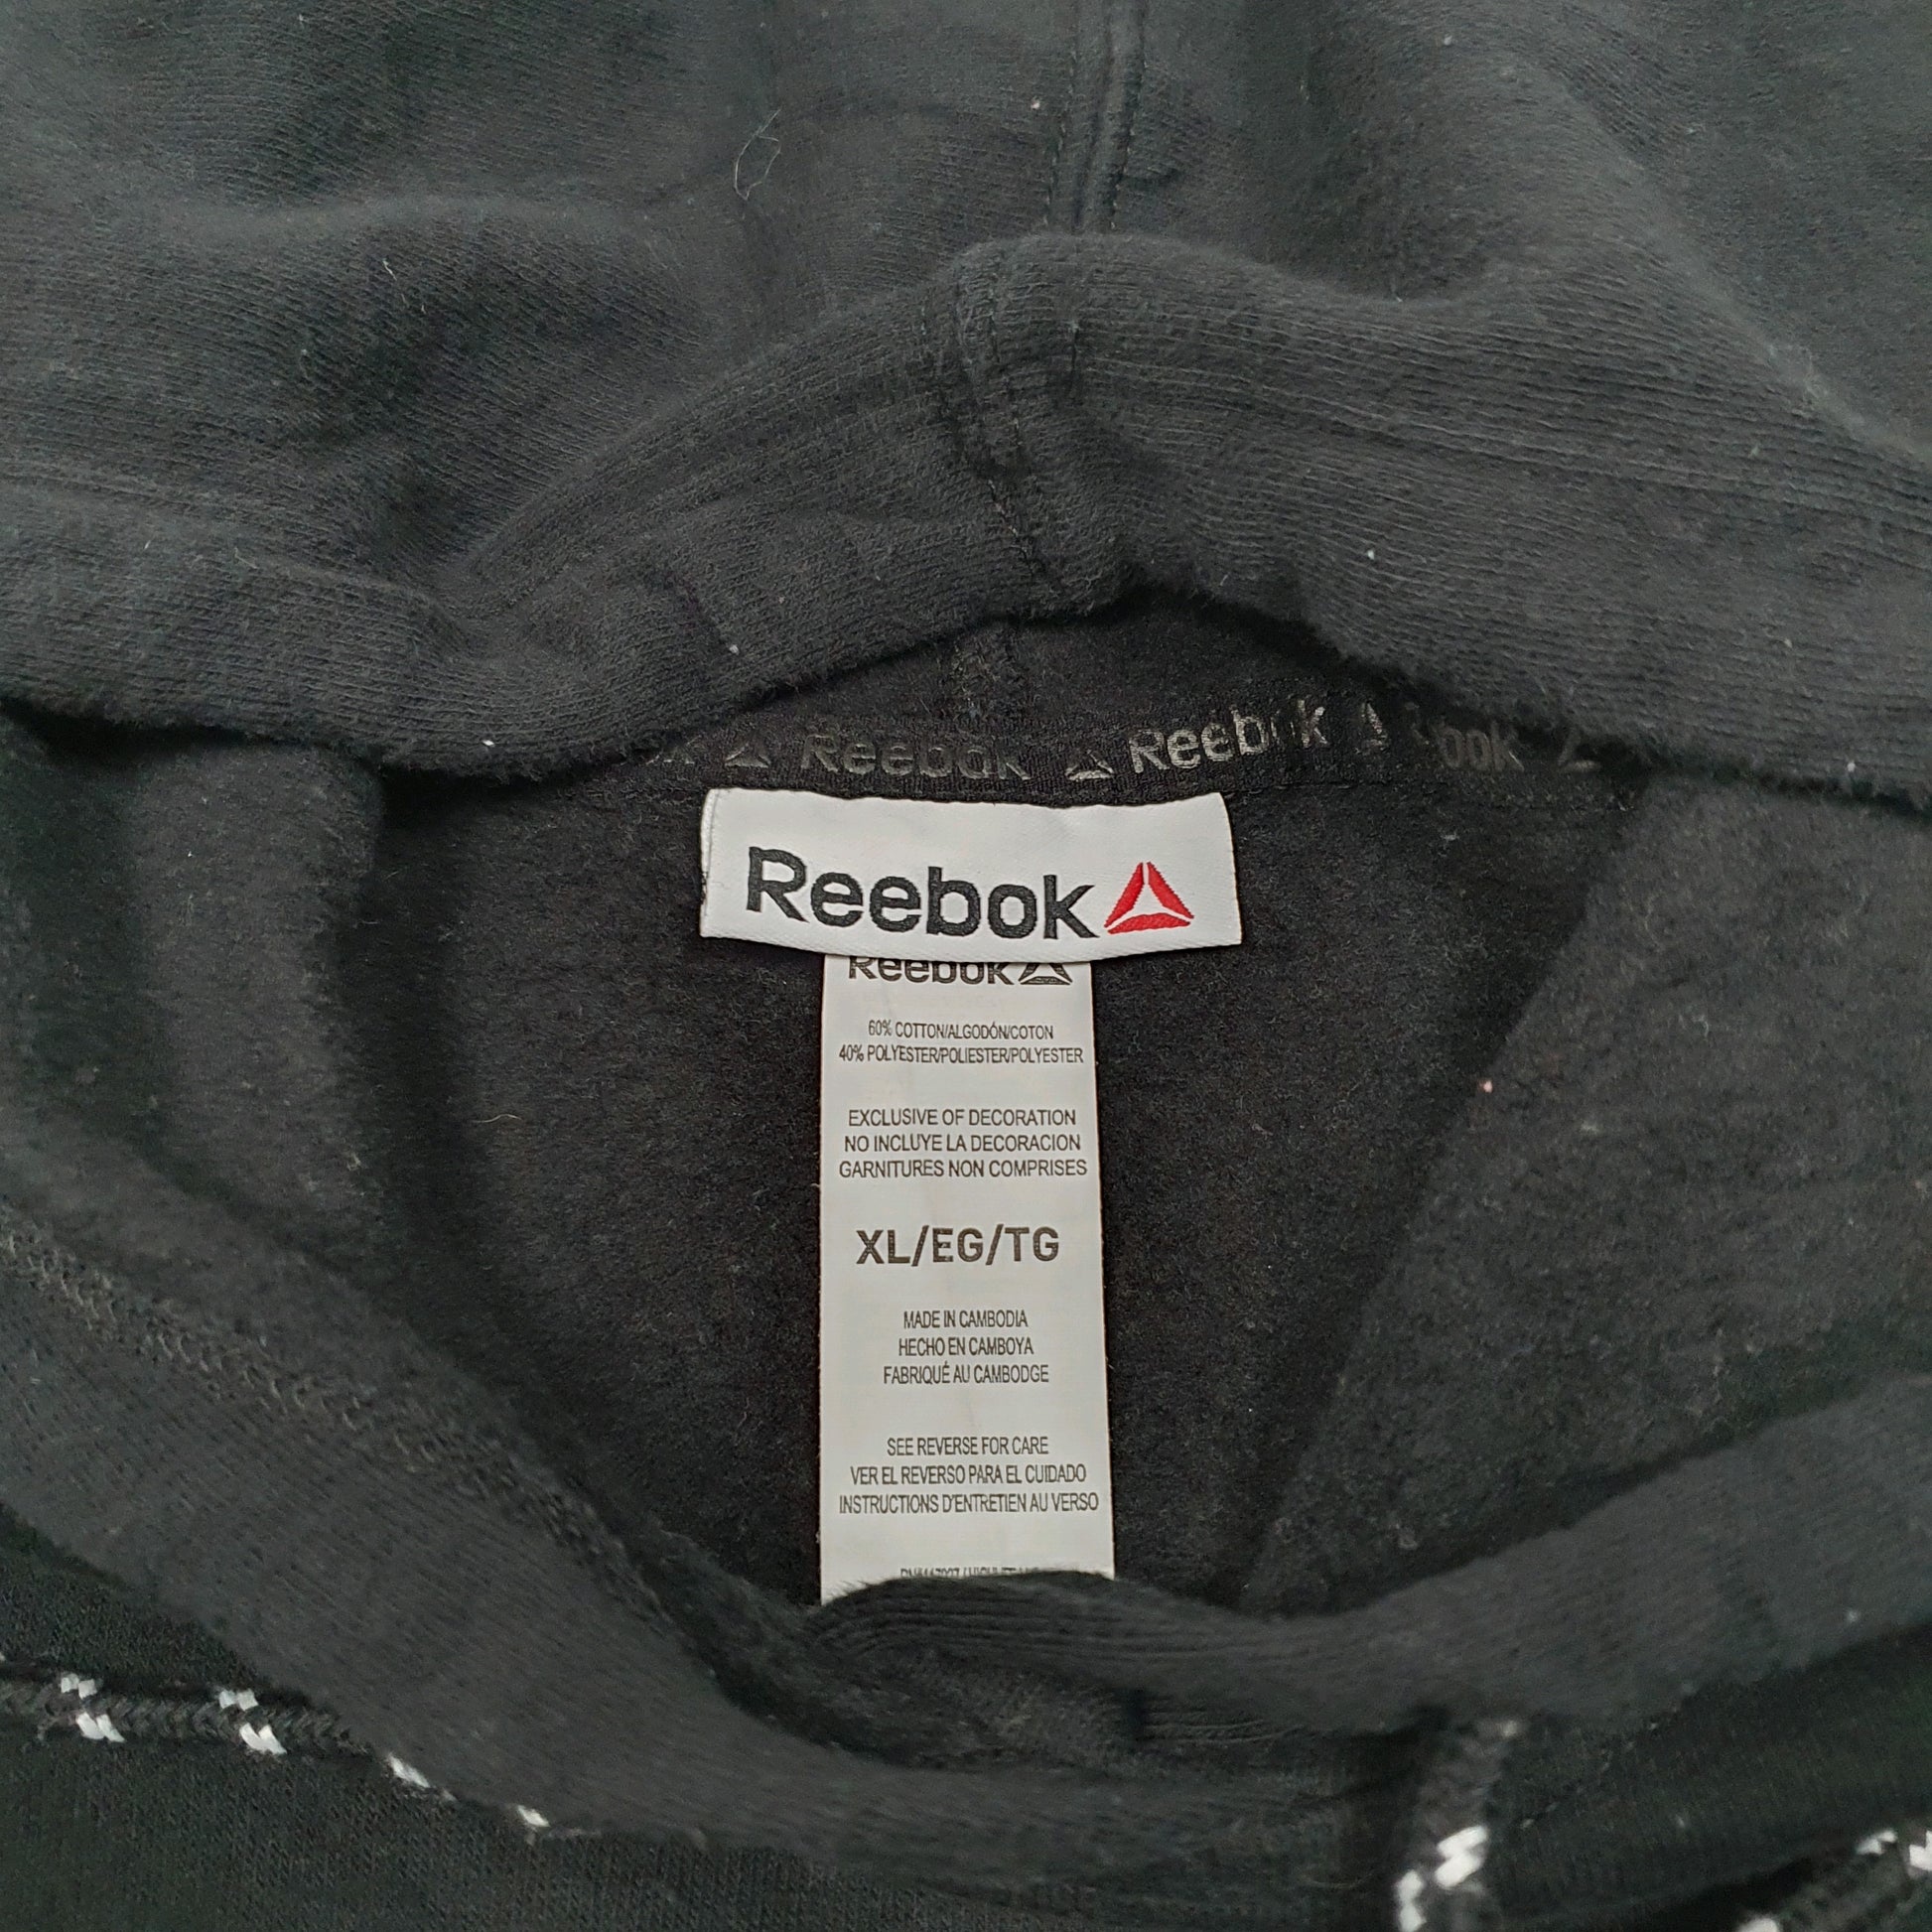 Reebok Reebok ook
Reebok
Reebok
60% COTTON/ALGODÓN/COTON
40% POLYESTER/POLIESTER/POLYESTER
EXCLUSIVE OF DECORATION
NO INCLUYE LA DECORACION
GARNITURES NON COMPRISES
XL/EG/TG
MADE IN CAMBODIA
HECHO EN CAMBOYA
FABRIQUÉ AU CAMBODGE
SEE REVERSE FOR CARE
VER EL REVERSO PARA EL CUIDADO
INSTRUCTIONS D'ENTRETIEN AU VERSO